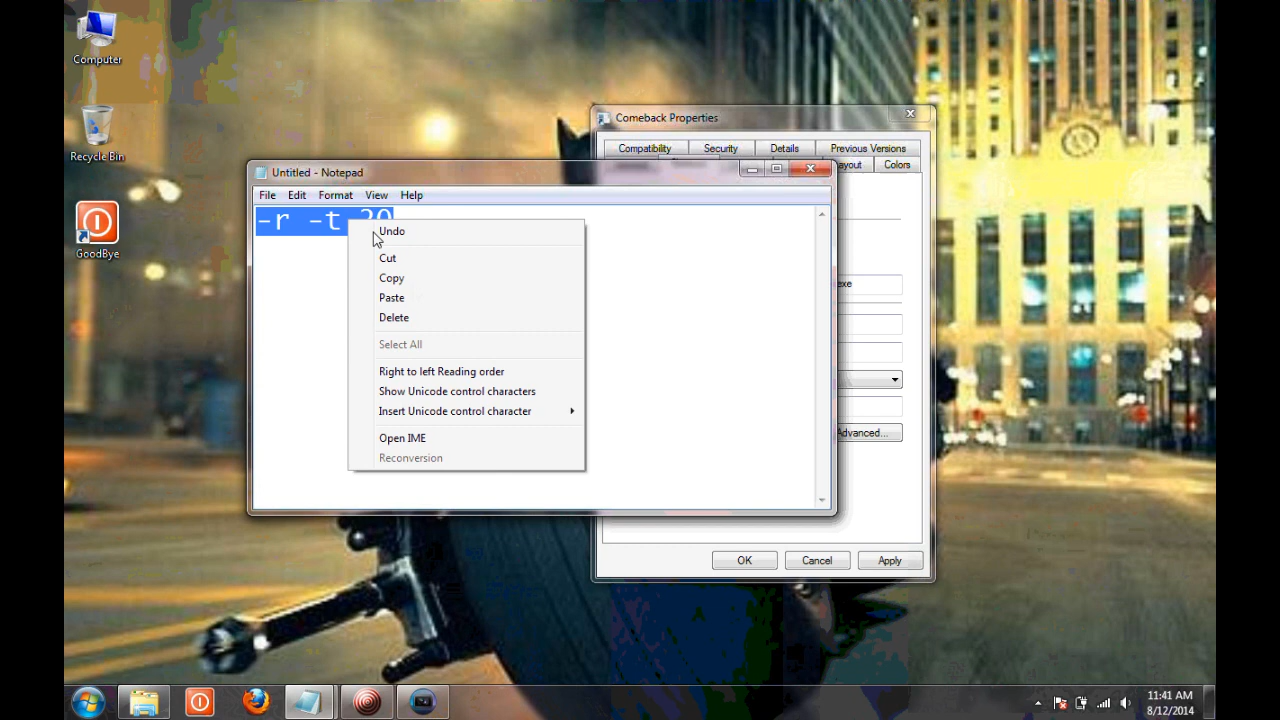 Computer
Recycle Bin
GoodBye
Comeback Properties
Compatibility Security Details Previous Versions
Colors
exe
Advanced...
OK Cancel Apply
Untitled - Notepad
File Edit Format View Help
-r -t 20
Undo
Cut
Copy
Paste
Delete
Select All
Right to left Reading order
Show Unicode control characters
Insert Unicode control character
Open IME
Reconversion
11:41 AM
8/12/2014